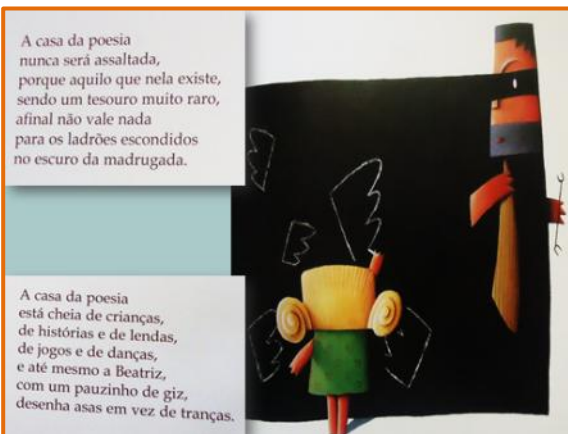 A casa da poesia
nunca será assaltada,
porque aquilo que nela existe,
sendo um tesouro muito raro,
afinal não vale nada
para os ladrões escondidos
no escuro da madrugada.
A casa da poesia
está cheia de crianças,
de histórias e de lendas,
de jogos e de danças,
e até mesmo a Beatriz,
com um pauzinho de giz,
desenha asas em vez de tranças.